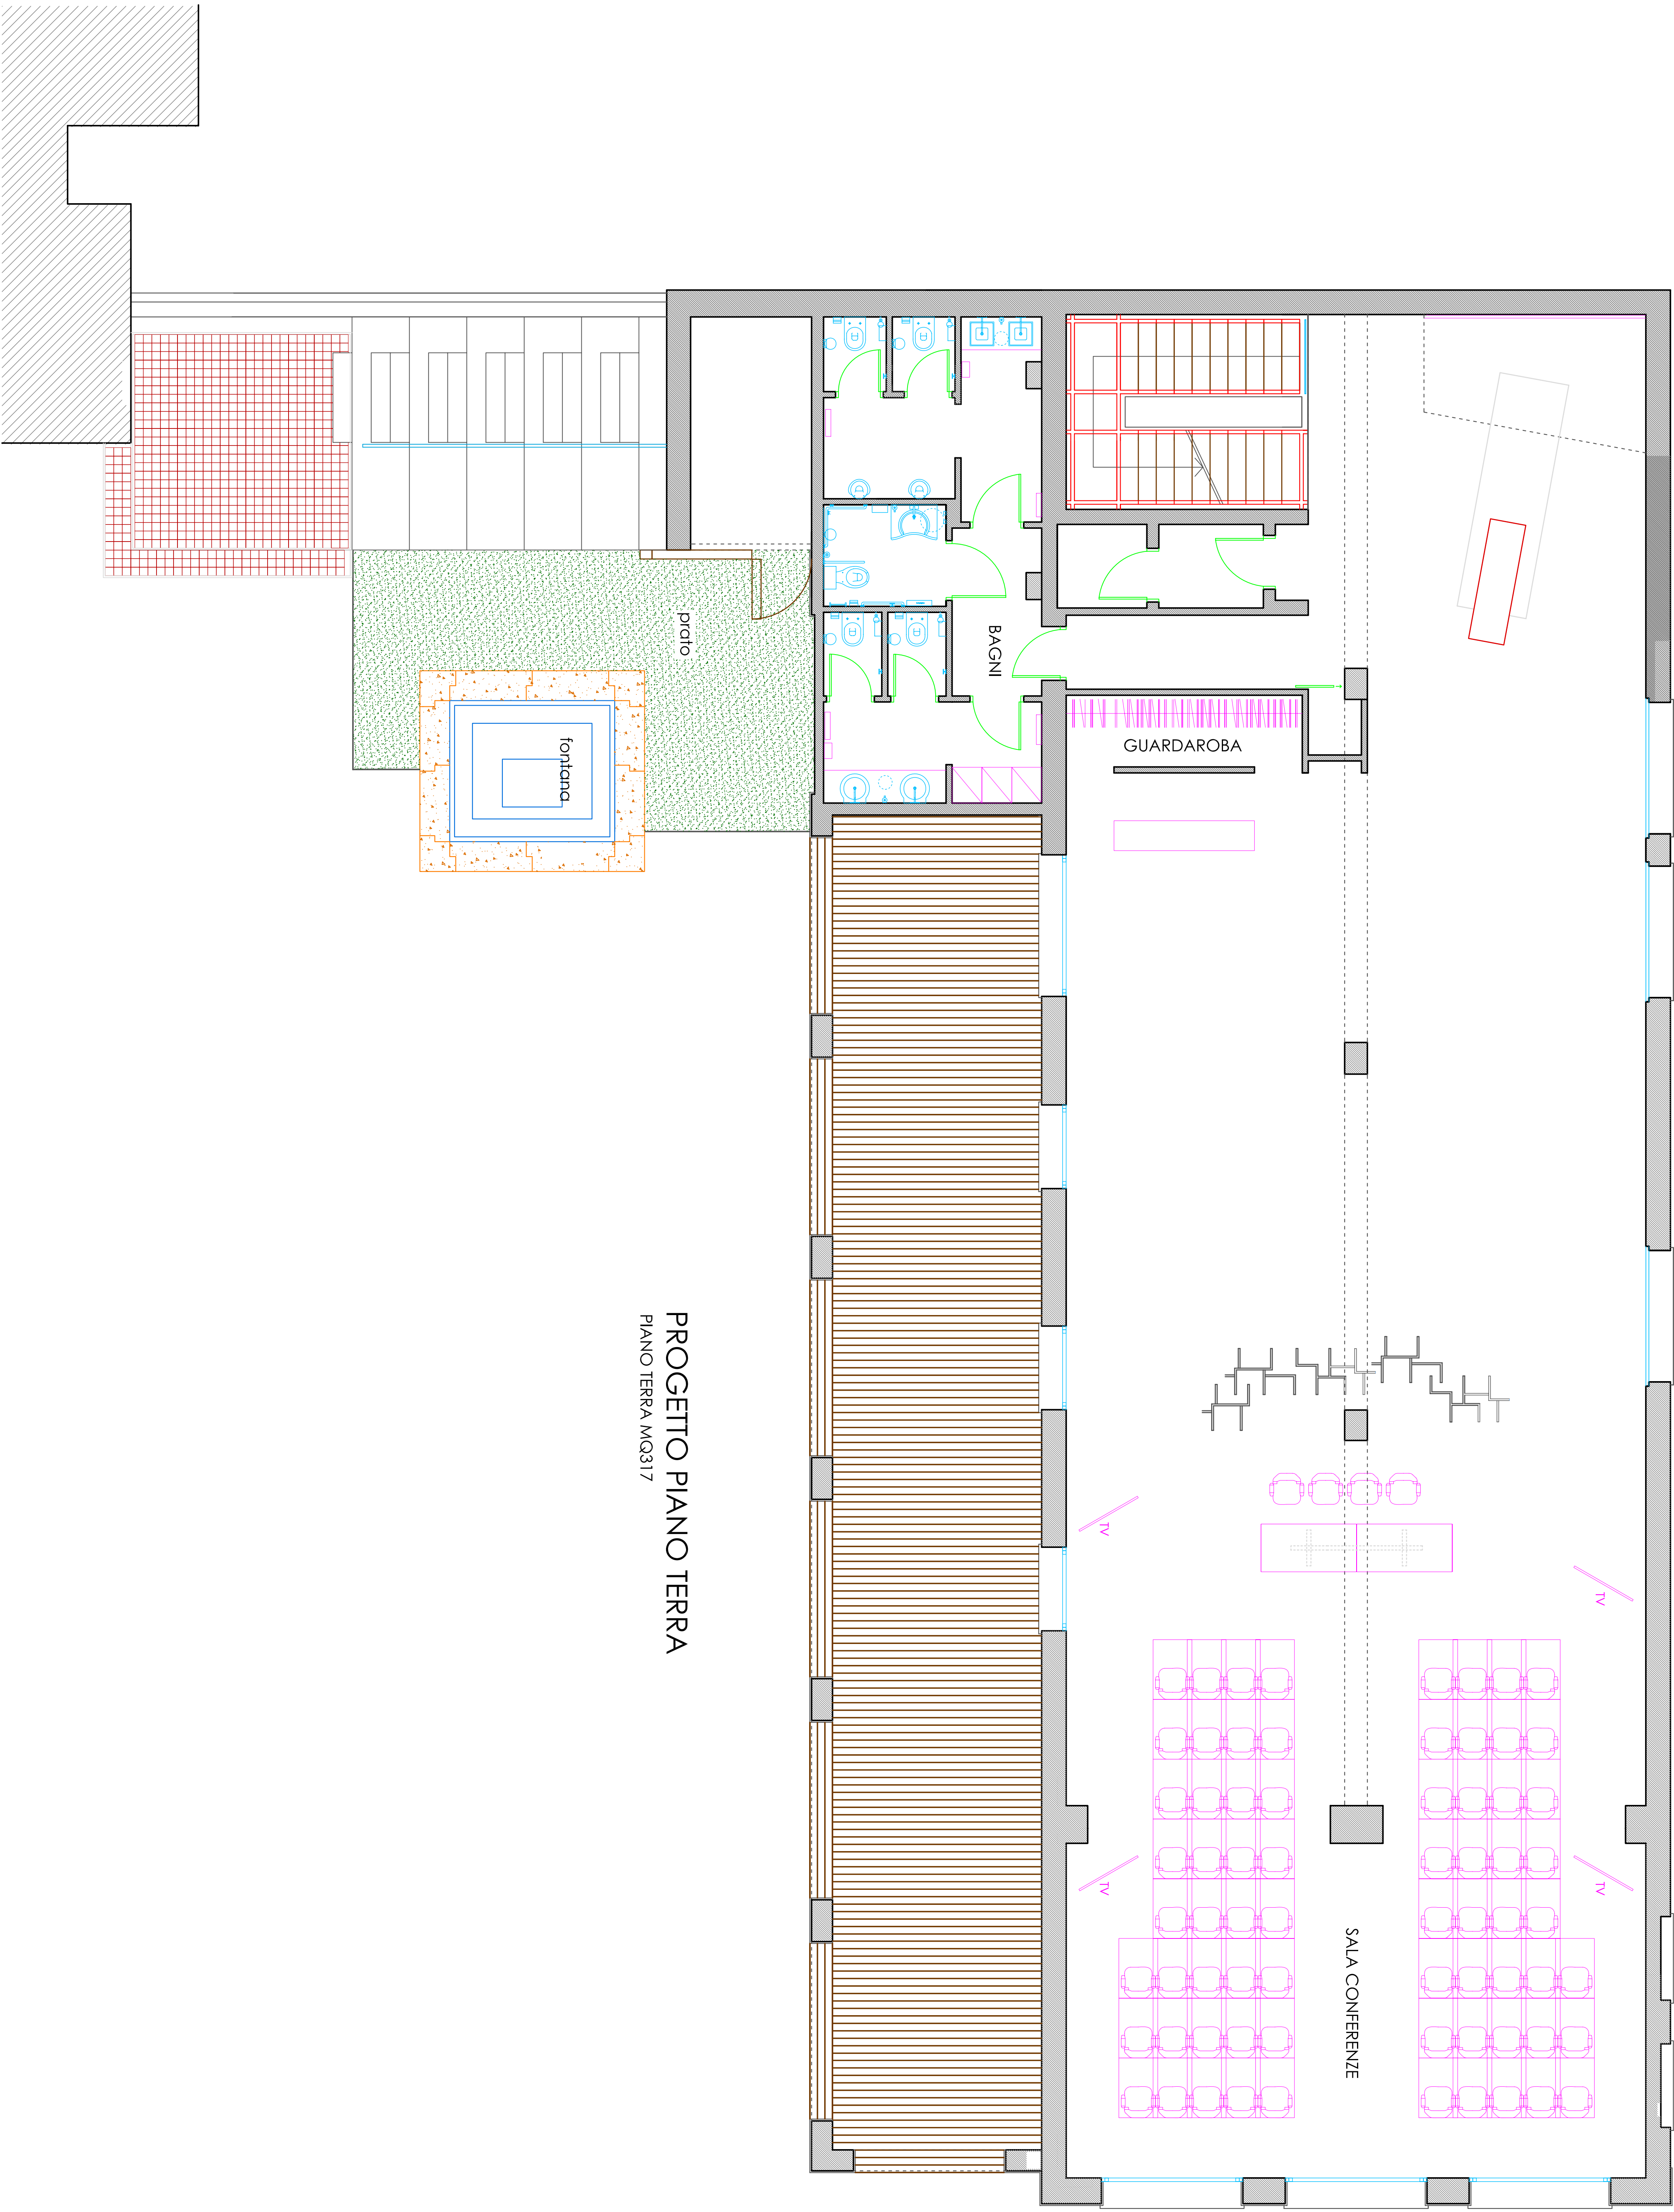 PROGETTO PIANO TERRA
PIANO TERRA MQ317
SALA CONFERENZE
GUARDAROBA
BAGNI
prato
fontana
TV
TV
TV
TV